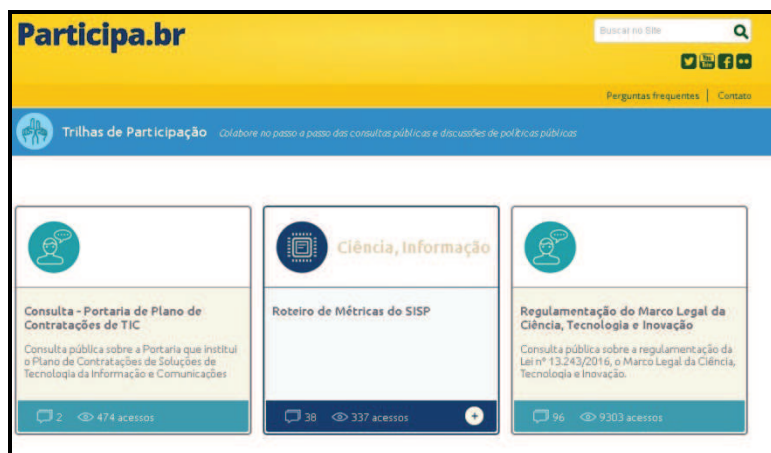 Participa.br
Buscar no Site
Perguntas frequentes | Contato
Trilhas de Participação Colabore no passo a passo das consultas públicas e discussões de políticas públicas
Ciência, Informação
Consulta - Portaria de Plano de
Contratações de TIC
Consulta pública sobre a Portaria que institui
o Plano de Contratações de Soluções de
Tecnologia da Informação e Comunicações
2 474 acessos
Roteiro de Métricas do SISP
38 337 acessos
Regulamentação do Marco Legal da
Ciência, Tecnologia e Inovação
Consulta pública sobre a regulamentação da
Lei nº 13.243/2016, o Marco Legal da Ciência,
Tecnologia e Inovação.
96 9303 acessos